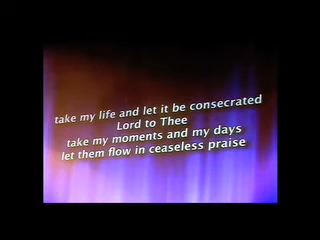 take my life and let it be consecrated
Lord to Thee
take my moments and my days
let them flow in ceaseless praise